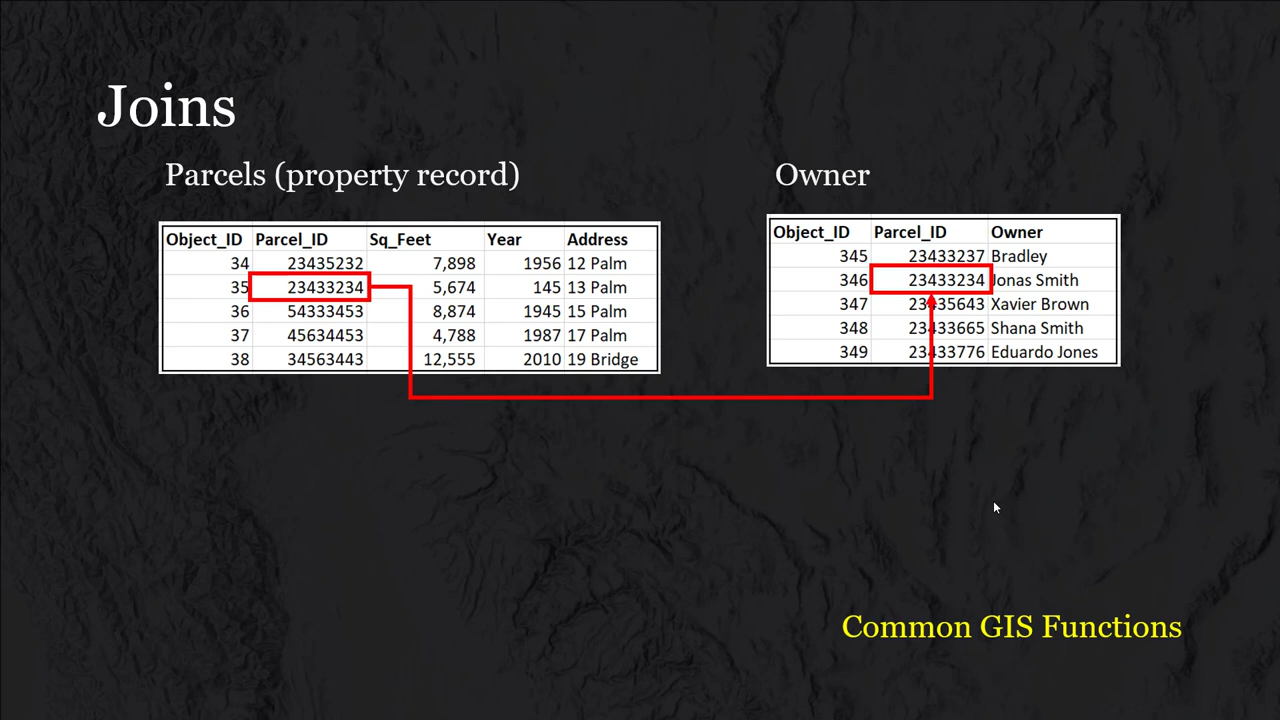 Joins
Parcels (property record)
Object_ID Parcel_ID Sq_Feet Year Address
34 23435232 7,898 1956 12 Palm
35 23433234 5,674 145 13 Palm
36 54333453 8,874 1945 15 Palm
37 45634453 4,788 1987 17 Palm
38 34563443 12,555 2010 19 Bridge
Owner
Object_ID Parcel_ID Owner
345 23433237 Bradley
346 23433234 Jonas Smith
347 23435643 Xavier Brown
348 23433665 Shana Smith
349 23433776 Eduardo Jones
Common GIS Functions